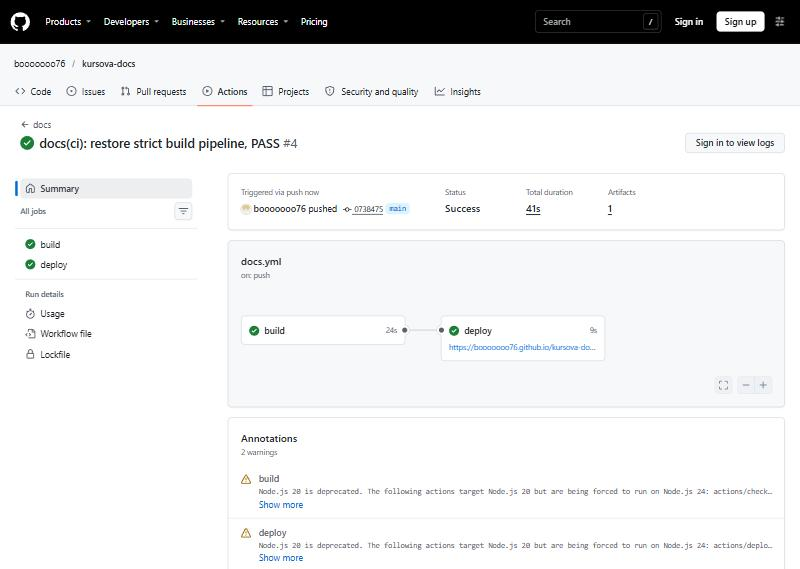 Products Developers Businesses Resources Pricing Search / Sign in Sign up
booooooo76 / kursova-docs
Code Issues Pull requests Actions Projects Security and quality Insights
← docs
docs(ci): restore strict build pipeline, PASS #4
Sign in to view logs
Summary
All jobs
build
deploy
Run details
Usage
Workflow file
Lockfile
Triggered via push now Status Total duration Artifacts
booooooo76 pushed 0738475 main Success 41s 1
docs.yml
on: push
build 24s deploy 9s
https://booooooo76.github.io/kursova-do...
Annotations
2 warnings
build
Node.js 20 is deprecated. The following actions target Node.js 20 but are being forced to run on Node.js 24: actions/check…
Show more
deploy
Node.js 20 is deprecated. The following actions target Node.js 20 but are being forced to run on Node.js 24: actions/deplo…
Show more